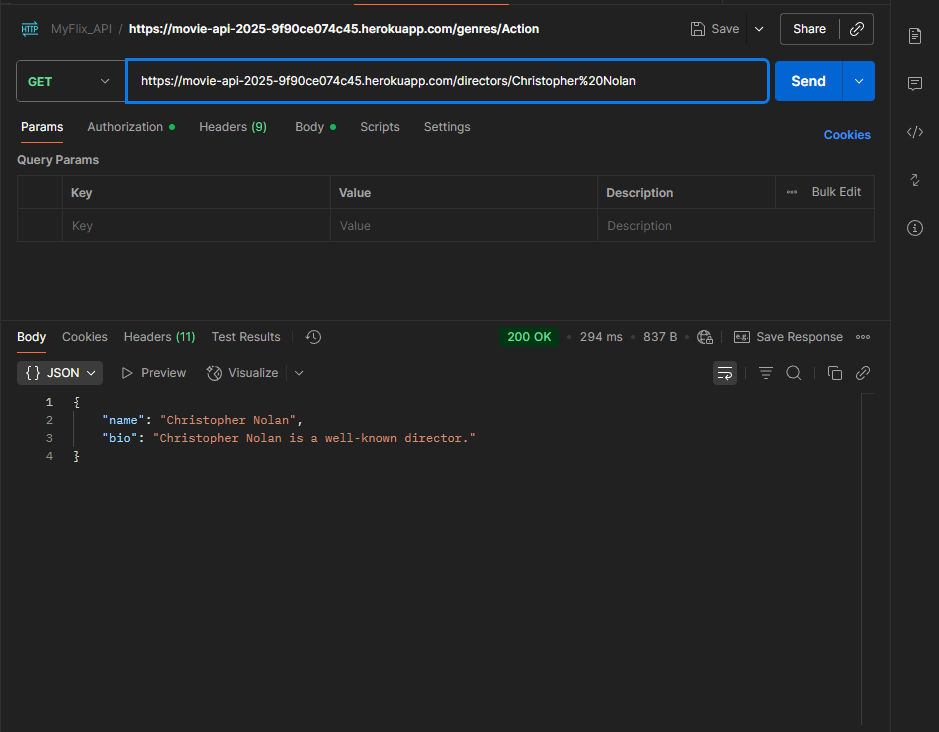 HTTP MyFlix_API / https://movie-api-2025-9f90ce074c45.herokuapp.com/genres/Action Save Share
GET https://movie-api-2025-9f90ce074c45.herokuapp.com/directors/Christopher%20Nolan Send
Params Authorization Headers (9) Body Scripts Settings Cookies
Query Params
Key Value Description Bulk Edit
Key Value Description
Body Cookies Headers (11) Test Results 200 OK • 294 ms • 837 B • e.g. Save Response
{} JSON Preview Visualize
1 {
2 "name": "Christopher Nolan",
3 "bio": "Christopher Nolan is a well-known director."
4 }